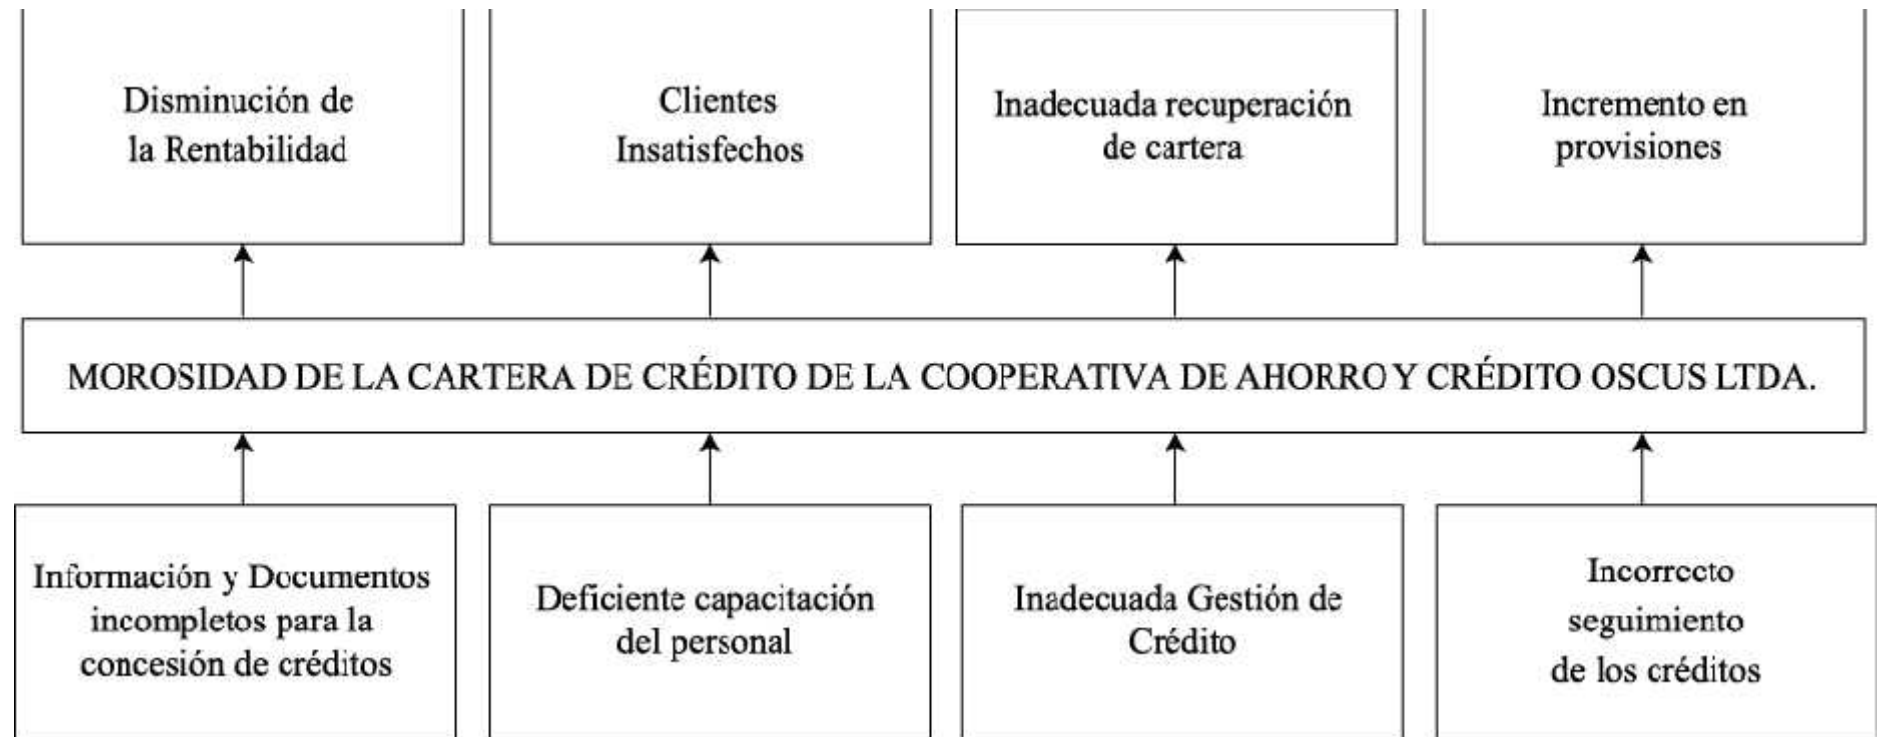 Disminución de
la Rentabilidad
Clientes
Insatisfechos
Inadecuada recuperación
de cartera
Incremento en
provisiones
MOROSIDAD DE LA CARTERA DE CRÉDITO DE LA COOPERATIVA DE AHORRO Y CRÉDITO OSCUS LTDA.
Información y Documentos
incompletos para la
concesión de créditos
Deficiente capacitación
del personal
Inadecuada Gestión de
Crédito
Incorrecto
seguimiento
de los créditos